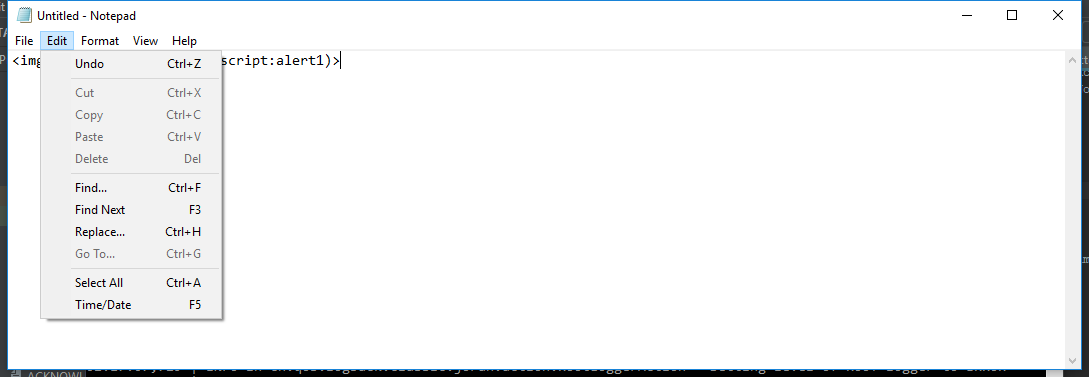 Untitled - Notepad
File Edit Format View Help
<img script:alert1)>
Undo Ctrl+Z
Cut Ctrl+X
Copy Ctrl+C
Paste Ctrl+V
Delete Del
Find... Ctrl+F
Find Next F3
Replace... Ctrl+H
Go To... Ctrl+G
Select All Ctrl+A
Time/Date F5
ACKNOWL